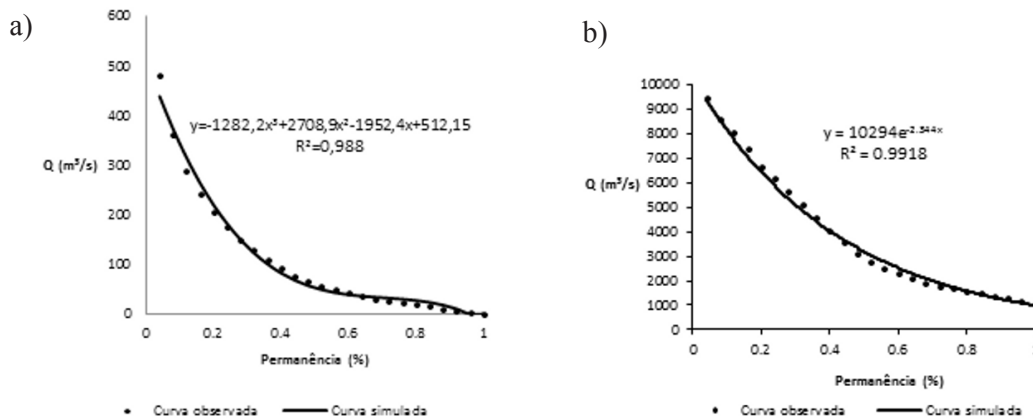 a)
600
500
400
300
200
100
0
Q (m³/s)
y=-1282,2x³+2708,9x²-1952,4x+512,15
R²=0,988
0 0.2 0.4 0.6 0.8 1
Permanência (%)
Curva observada Curva simulada
b)
10000
9000
8000
7000
6000
5000
4000
3000
2000
1000
0
Q (m³/s)
y = 10294e⁻²·³⁴⁴ˣ
R² = 0.9918
0 0.2 0.4 0.6 0.8 1
Permanência (%)
Curva observada Curva simulada